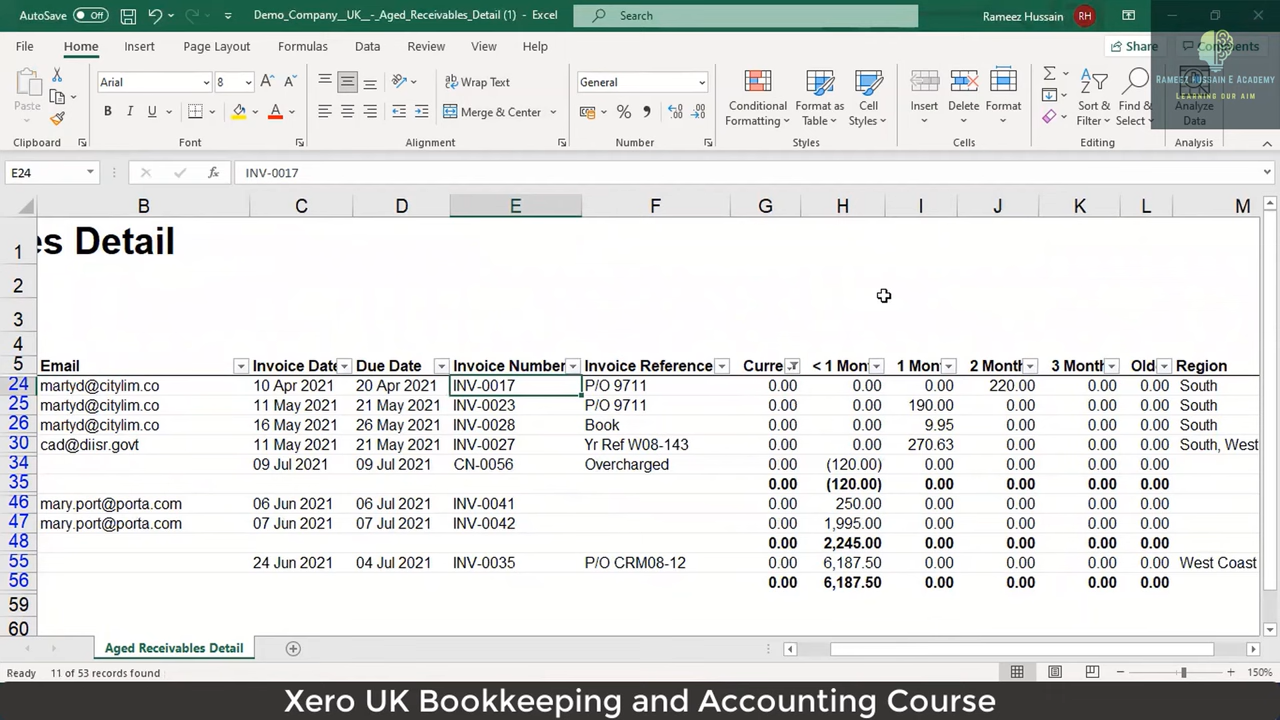 AutoSave Off Demo_Company__UK__-_Aged_Receivables_Detail (1) - Excel Search Rameez Hussain RH
File Home Insert Page Layout Formulas Data Review View Help Share Comments
Paste Arial 8 Wrap Text General Conditional Formatting Format as Table Cell Styles Insert Delete Format Sort & Filter Find & Select Analyze Data
B I U A Merge & Center
Clipboard Font Alignment Number Styles Cells Editing Analysis
RAMEEZ HUSSAIN E ACADEMY
LEARNING OUR AIM
E24 fx INV-0017
B C D E F G H I J K L M
1 es Detail
2
3
4
5 Email Invoice Date Due Date Invoice Number Invoice Reference Curre < 1 Mon 1 Mon 2 Month 3 Month Old Region
24 martyd@citylim.co 10 Apr 2021 20 Apr 2021 INV-0017 P/O 9711 0.00 0.00 0.00 220.00 0.00 0.00 South
25 martyd@citylim.co 11 May 2021 21 May 2021 INV-0023 P/O 9711 0.00 0.00 190.00 0.00 0.00 0.00 South
26 martyd@citylim.co 16 May 2021 26 May 2021 INV-0028 Book 0.00 0.00 9.95 0.00 0.00 0.00 South
30 cad@diisr.govt 11 May 2021 21 May 2021 INV-0027 Yr Ref W08-143 0.00 0.00 270.63 0.00 0.00 0.00 South, West
34 09 Jul 2021 09 Jul 2021 CN-0056 Overcharged 0.00 (120.00) 0.00 0.00 0.00 0.00
35 0.00 (120.00) 0.00 0.00 0.00 0.00
46 mary.port@porta.com 06 Jun 2021 06 Jul 2021 INV-0041 0.00 250.00 0.00 0.00 0.00 0.00
47 mary.port@porta.com 07 Jun 2021 07 Jul 2021 INV-0042 0.00 1,995.00 0.00 0.00 0.00 0.00
48 0.00 2,245.00 0.00 0.00 0.00 0.00
55 24 Jun 2021 04 Jul 2021 INV-0035 P/O CRM08-12 0.00 6,187.50 0.00 0.00 0.00 0.00 West Coast
56 0.00 6,187.50 0.00 0.00 0.00 0.00
59
60
Aged Receivables Detail
Ready 11 of 53 records found 150%
Xero UK Bookkeeping and Accounting Course